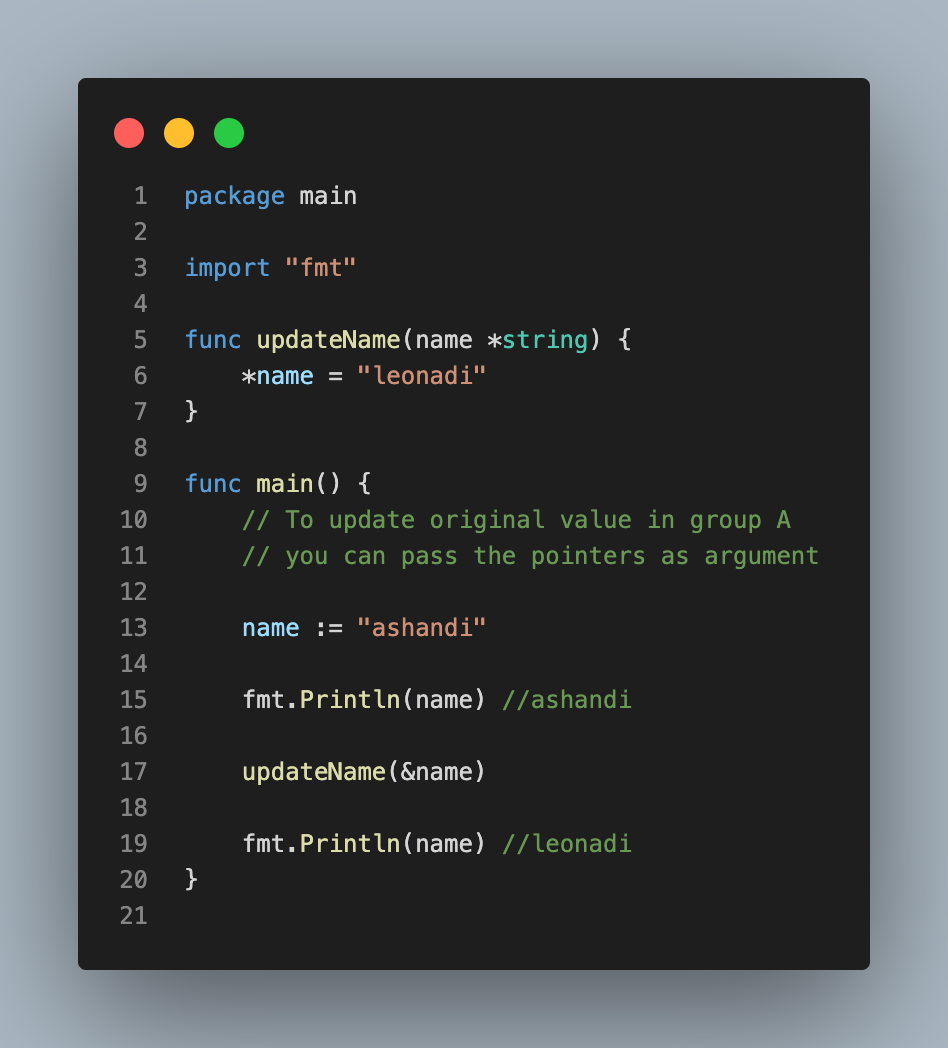 1 package main
2
3 import "fmt"
4
5 func updateName(name *string) {
6     *name = "leonadi"
7 }
8
9 func main() {
10     // To update original value in group A
11     // you can pass the pointers as argument
12
13     name := "ashandi"
14
15     fmt.Println(name) //ashandi
16
17     updateName(&name)
18
19     fmt.Println(name) //leonadi
20 }
21